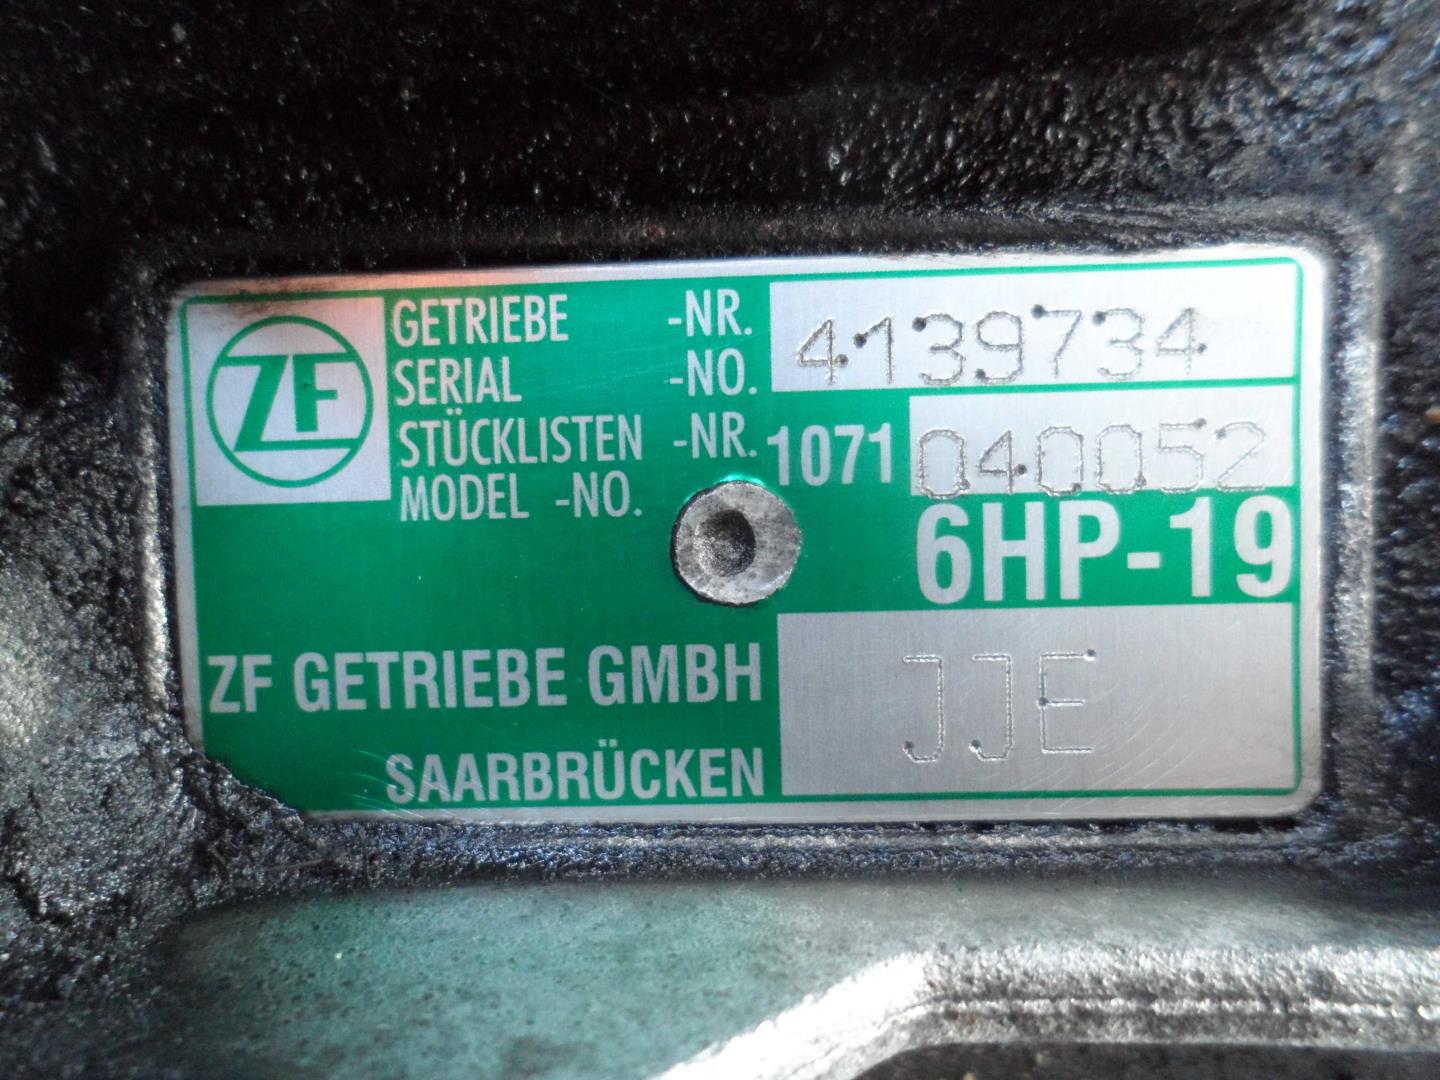 ZF
GETRIEBE -NR. 4139734
SERIAL -NO.
STÜCKLISTEN -NR. 1071 040052
MODEL -NO.
6HP-19
ZF GETRIEBE GMBH
SAARBRÜCKEN
JJE